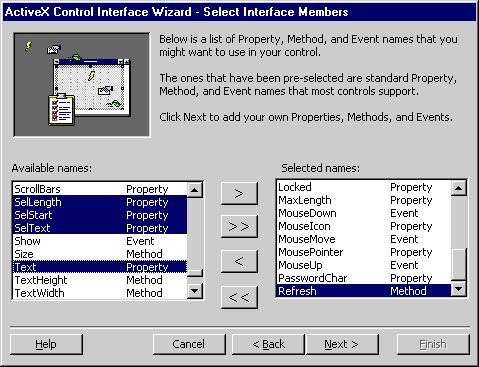 ActiveX Control Interface Wizard - Select Interface Members
Below is a list of Property, Method, and Event names that you
might want to use in your control.
The ones that have been pre-selected are standard Property,
Method, and Event names that most controls support.
Click Next to add your own Properties, Methods, and Events.
Available names:
ScrollBars Property
SelLength Property
SelStart Property
SelText Property
Show Event
Size Method
Text Property
TextHeight Method
TextWidth Method
>
>>
<
<<
Selected names:
Locked Property
MaxLength Property
MouseDown Event
MouseIcon Property
MouseMove Event
MousePointer Property
MouseUp Event
PasswordChar Property
Refresh Method
Help
Cancel
< Back
Next >
Finish